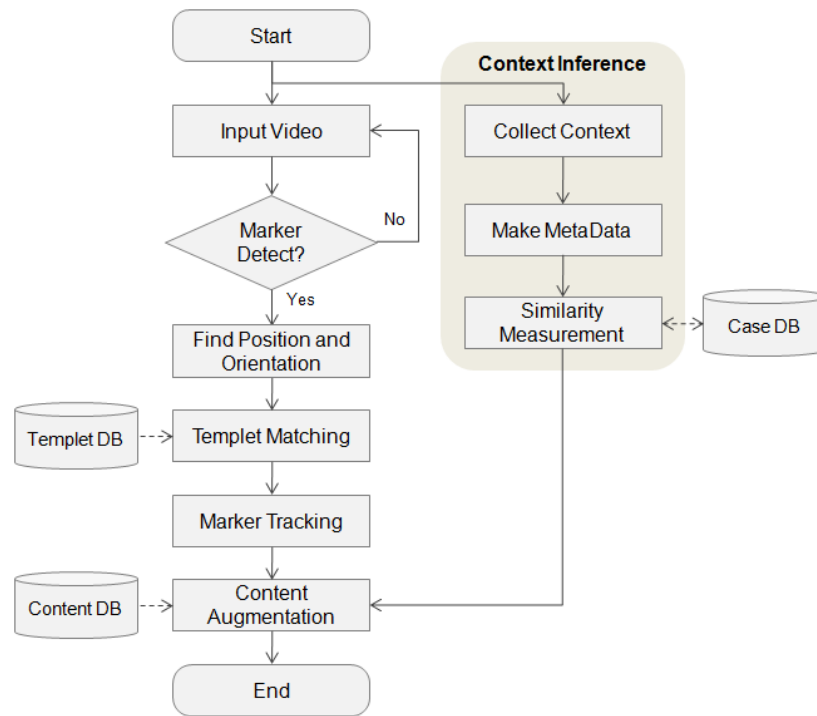 Start
Context Inference
Input Video
Collect Context
No
Marker
Detect?
Make MetaData
Yes
Find Position and
Orientation
Similarity
Measurement
Case DB
Templet DB
Templet Matching
Marker Tracking
Content DB
Content
Augmentation
End